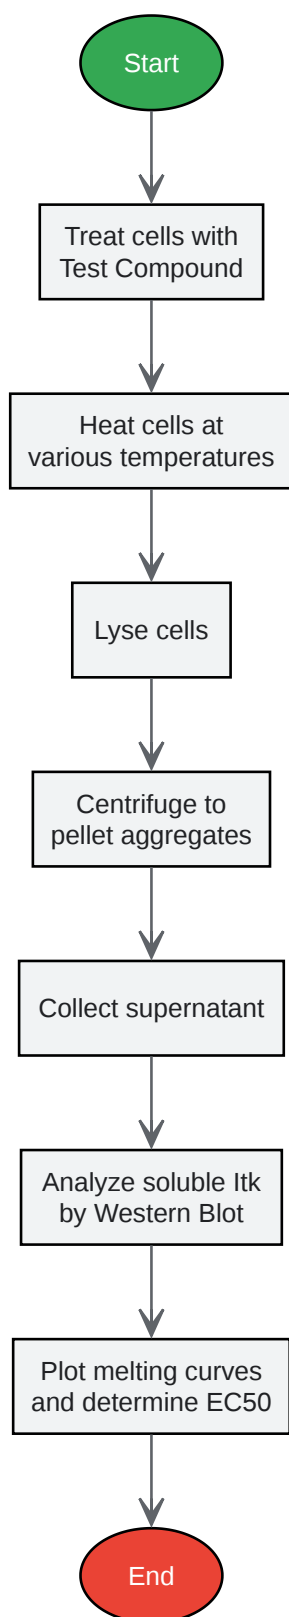 Start
Treat cells with
Test Compound
Heat cells at
various temperatures
Lyse cells
Centrifuge to
pellet aggregates
Collect supernatant
Analyze soluble Itk
by Western Blot
Plot melting curves
and determine EC50
End